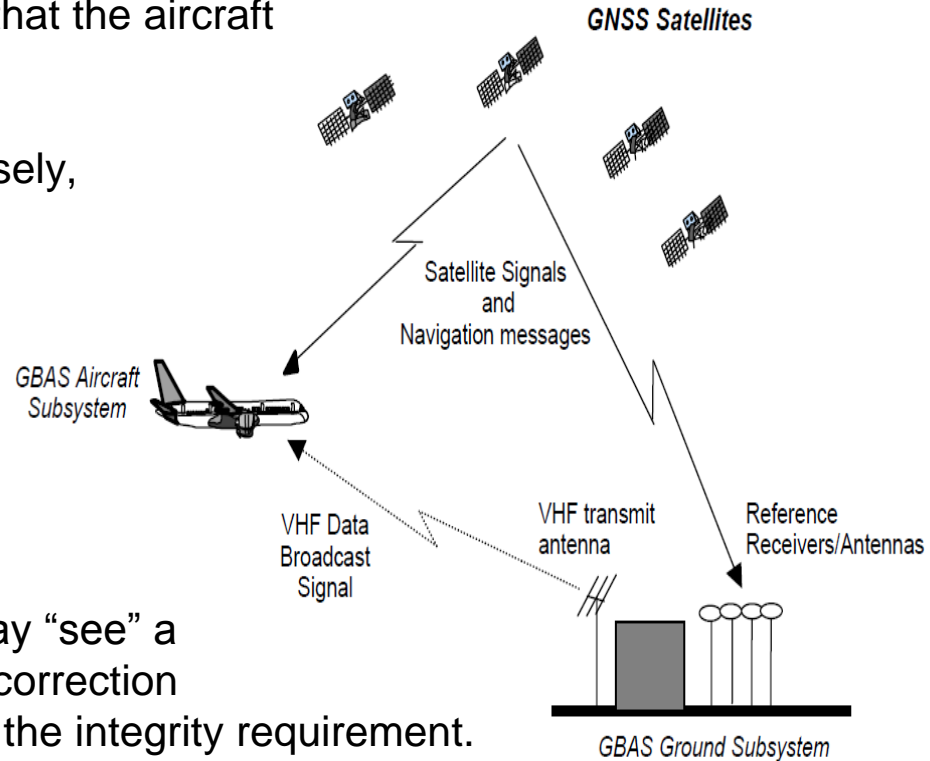 hat the aircraft
GNSS Satellites
sely,
Satellite Signals
and
Navigation messages
GBAS Aircraft
Subsystem
VHF Data
Broadcast
Signal
VHF transmit
antenna
Reference
Receivers/Antennas
ay “see” a
correction
the integrity requirement.
GBAS Ground Subsystem